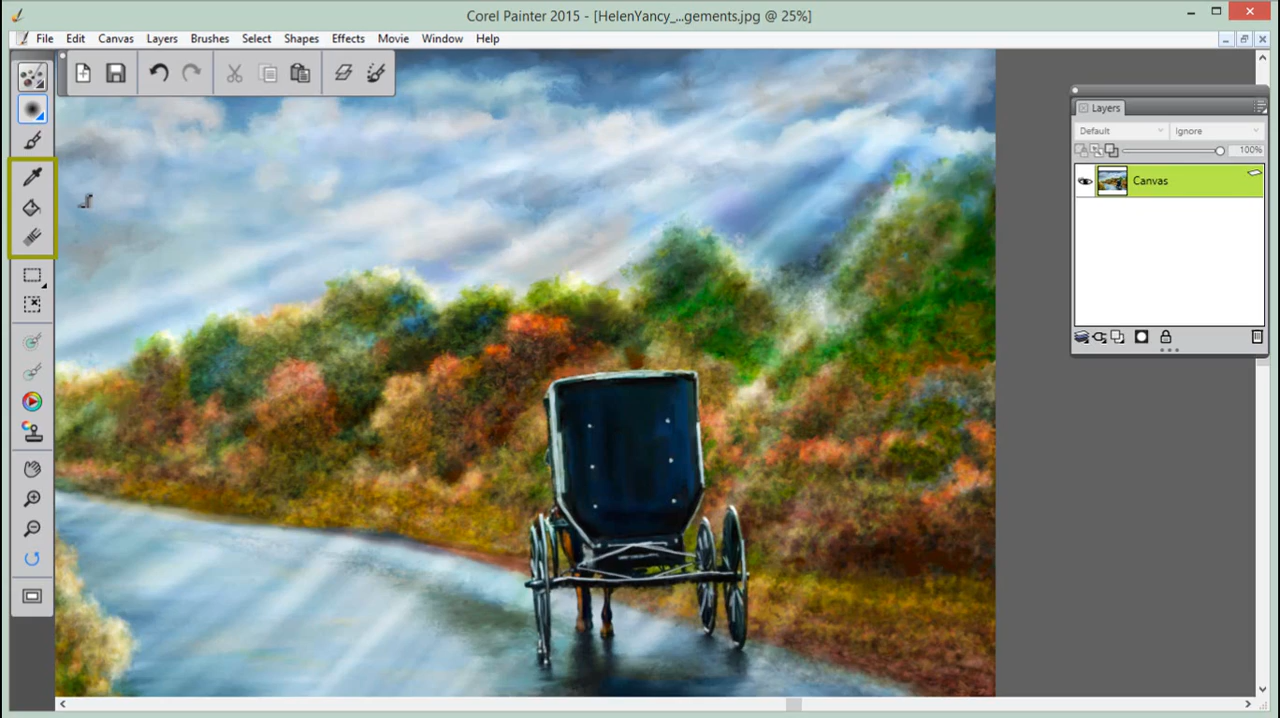 Corel Painter 2015 - [HelenYancy_...gements.jpg @ 25%]
File Edit Canvas Layers Brushes Select Shapes Effects Movie Window Help
Layers
Default Ignore
100%
Canvas